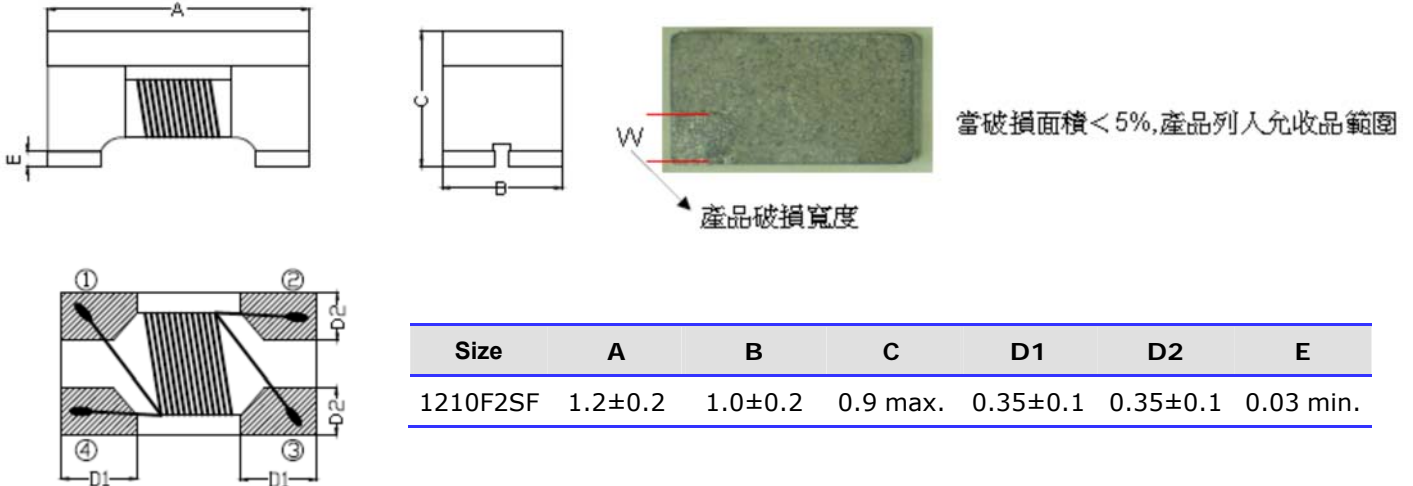 A
E
C
B
W
產品破損寬度
當破損面積＜5%,產品列入允收品範圍
① ②
D2
D2
④ ③
D1 D1
Size A B C D1 D2 E
1210F2SF 1.2±0.2 1.0±0.2 0.9 max. 0.35±0.1 0.35±0.1 0.03 min.